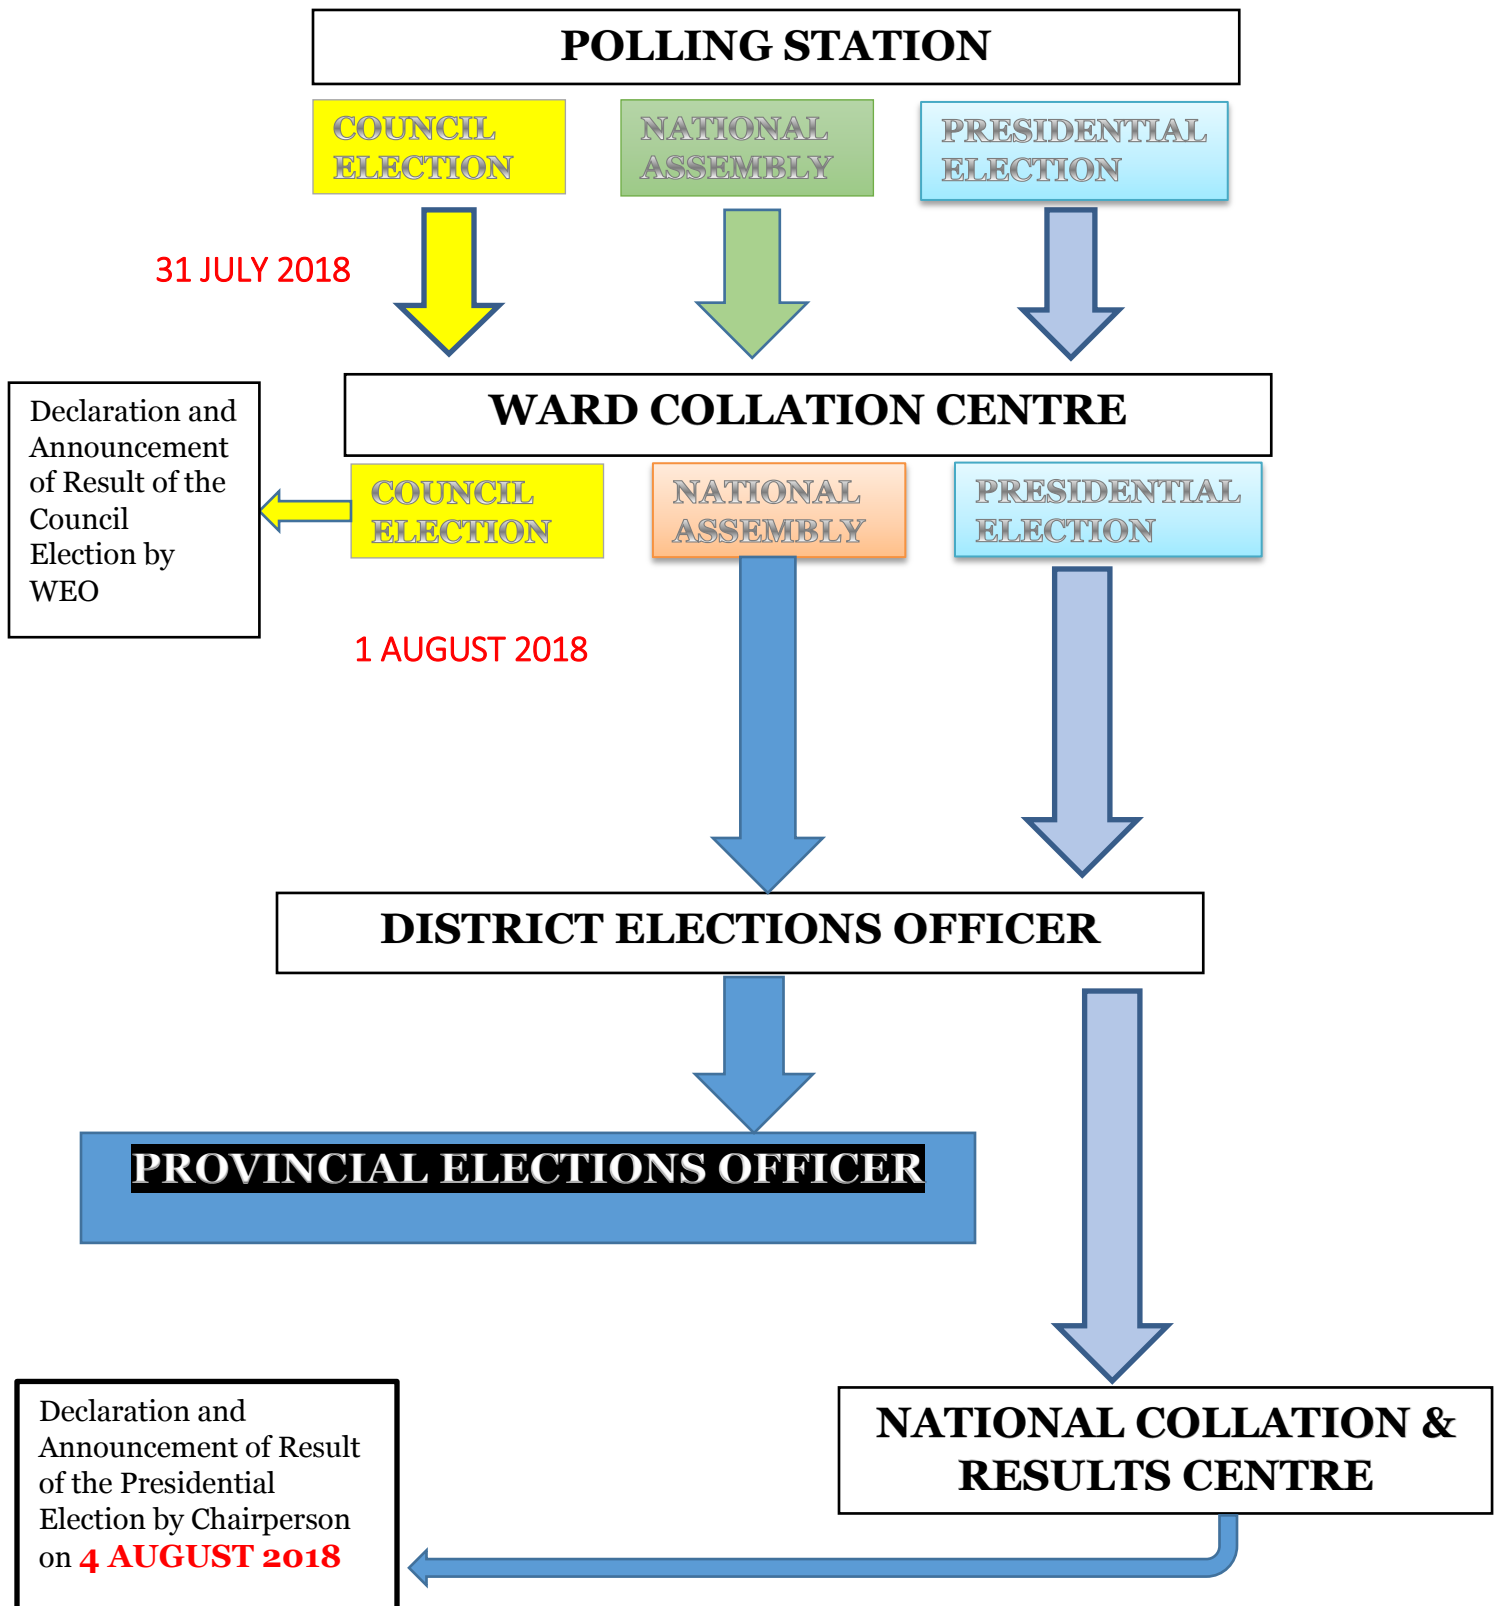 POLLING STATION
COUNCIL
ELECTION
NATIONAL
ASSEMBLY
PRESIDENTIAL
ELECTION
31 JULY 2018
WARD COLLATION CENTRE
Declaration and
Announcement
of Result of the
Council
Election by
WEO
COUNCIL
ELECTION
NATIONAL
ASSEMBLY
PRESIDENTIAL
ELECTION
1 AUGUST 2018
DISTRICT ELECTIONS OFFICER
PROVINCIAL ELECTIONS OFFICER
NATIONAL COLLATION &
RESULTS CENTRE
Declaration and
Announcement of Result
of the Presidential
Election by Chairperson
on 4 AUGUST 2018